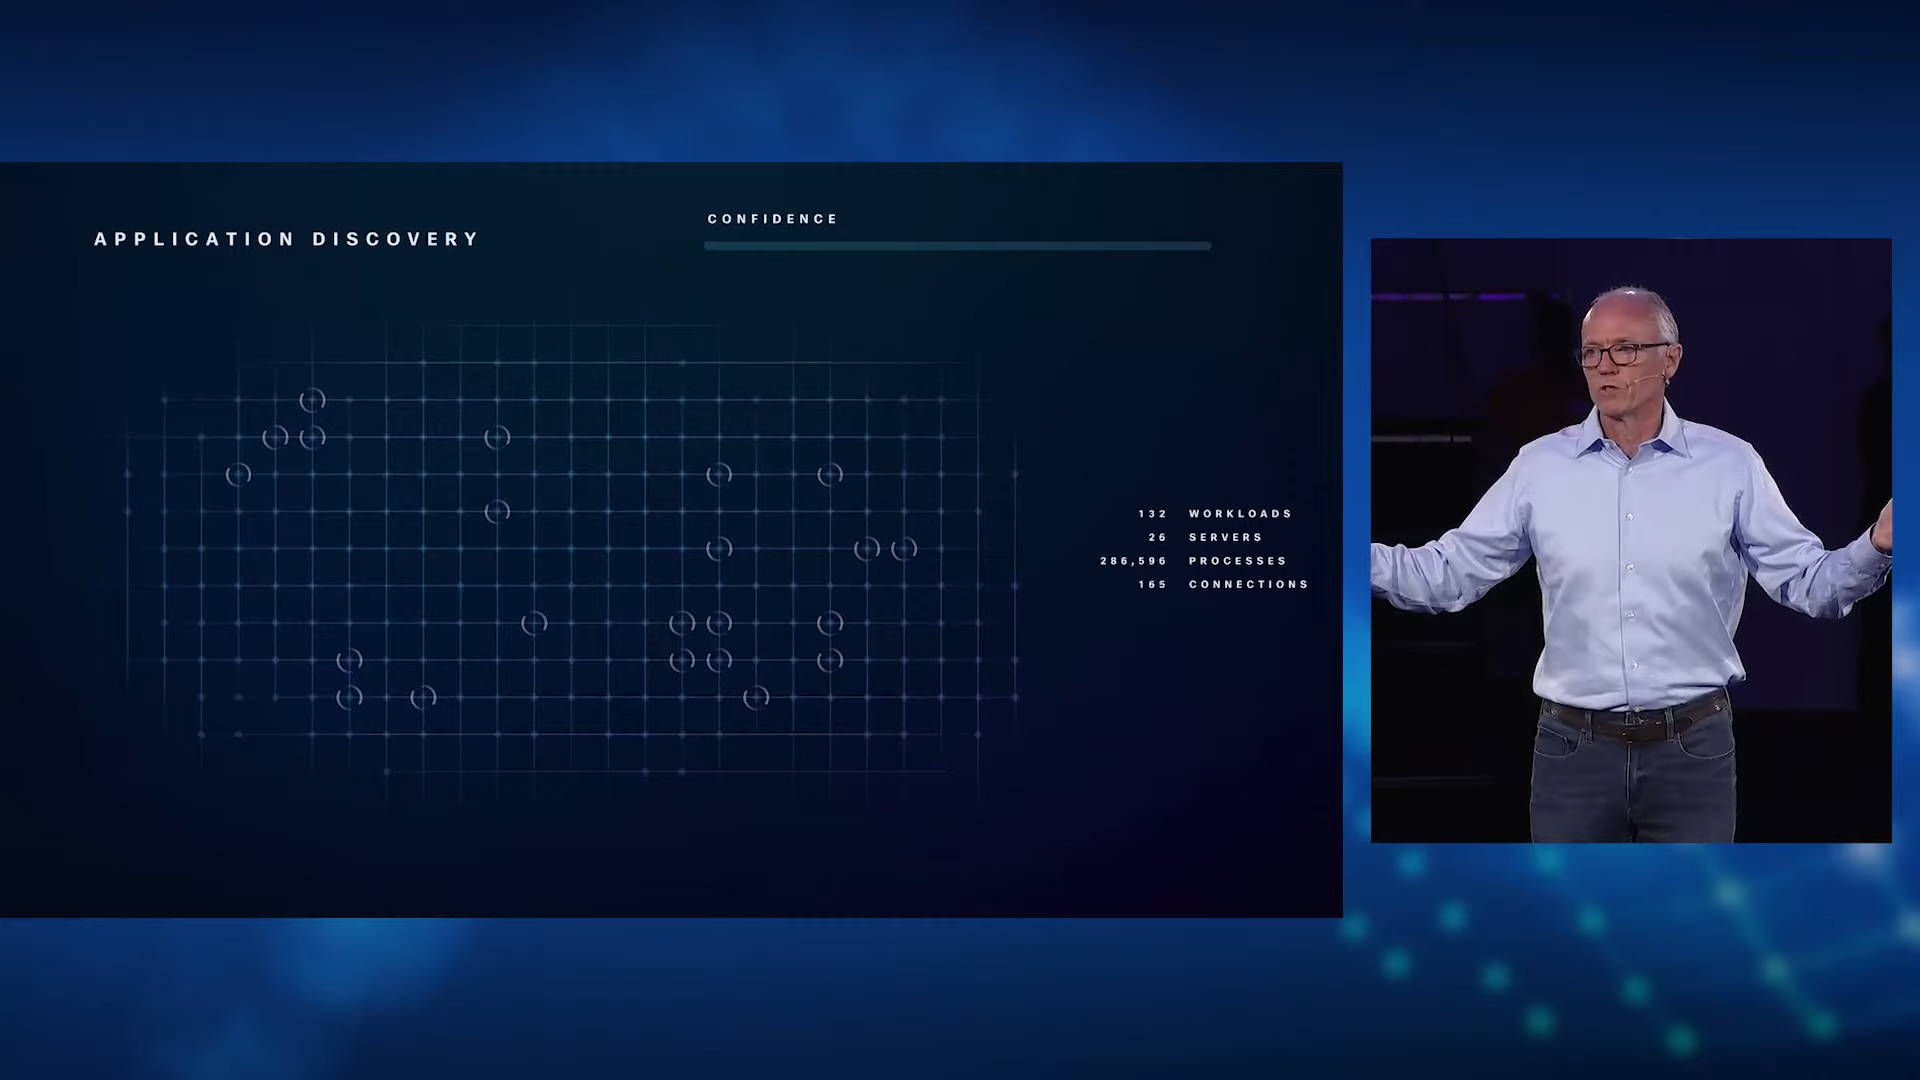 APPLICATION DISCOVERY
CONFIDENCE
132 WORKLOADS
26 SERVERS
286,596 PROCESSES
165 CONNECTIONS